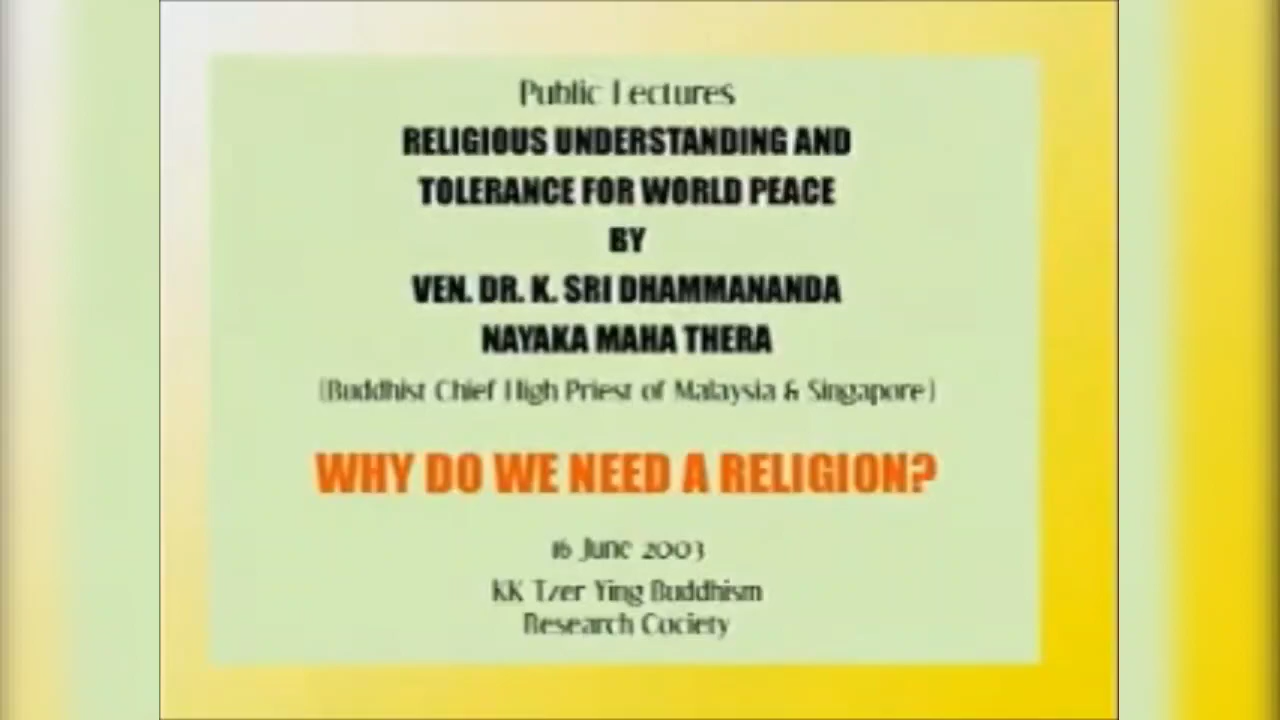 Public Lectures
RELIGIOUS UNDERSTANDING AND
TOLERANCE FOR WORLD PEACE
BY
VEN. DR. K. SRI DHAMMANANDA
NAYAKA MAHA THERA
(Buddhist Chief High Priest of Malaysia & Singapore)
WHY DO WE NEED A RELIGION?
16 June 2003
KK Tzer Ying Buddhism
Research Society